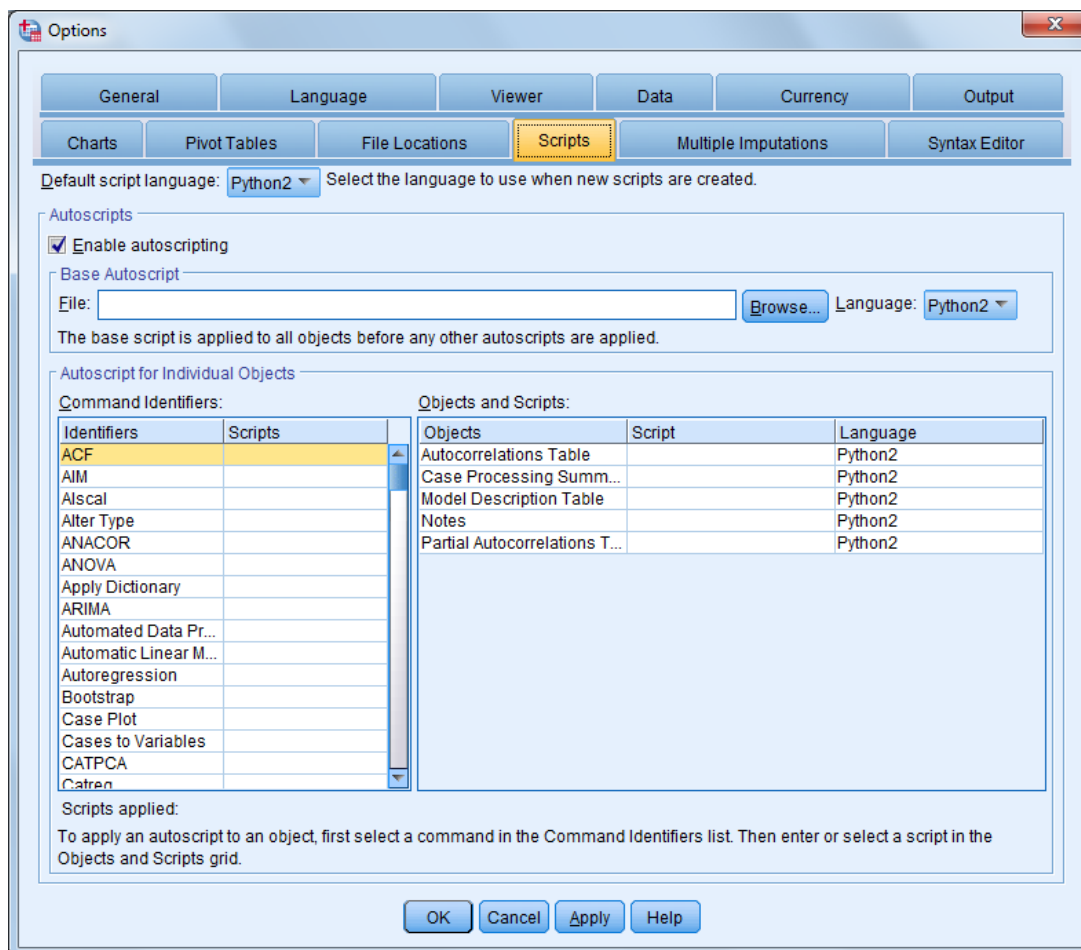 Options
General Language Viewer Data Currency Output
Charts Pivot Tables File Locations Scripts Multiple Imputations Syntax Editor
Default script language: Python2 Select the language to use when new scripts are created.
Autoscripts
Enable autoscripting
Base Autoscript
File: Browse... Language: Python2
The base script is applied to all objects before any other autoscripts are applied.
Autoscript for Individual Objects
Command Identifiers: Objects and Scripts:
Identifiers Scripts Objects Script Language
ACF Autocorrelations Table Python2
AIM Case Processing Summ... Python2
Alscal Model Description Table Python2
Alter Type Notes Python2
ANACOR Partial Autocorrelations T... Python2
ANOVA
Apply Dictionary
ARIMA
Automated Data Pr...
Automatic Linear M...
Autoregression
Bootstrap
Case Plot
Cases to Variables
CATPCA
Catreg
Scripts applied:
To apply an autoscript to an object, first select a command in the Command Identifiers list. Then enter or select a script in the
Objects and Scripts grid.
OK Cancel Apply Help